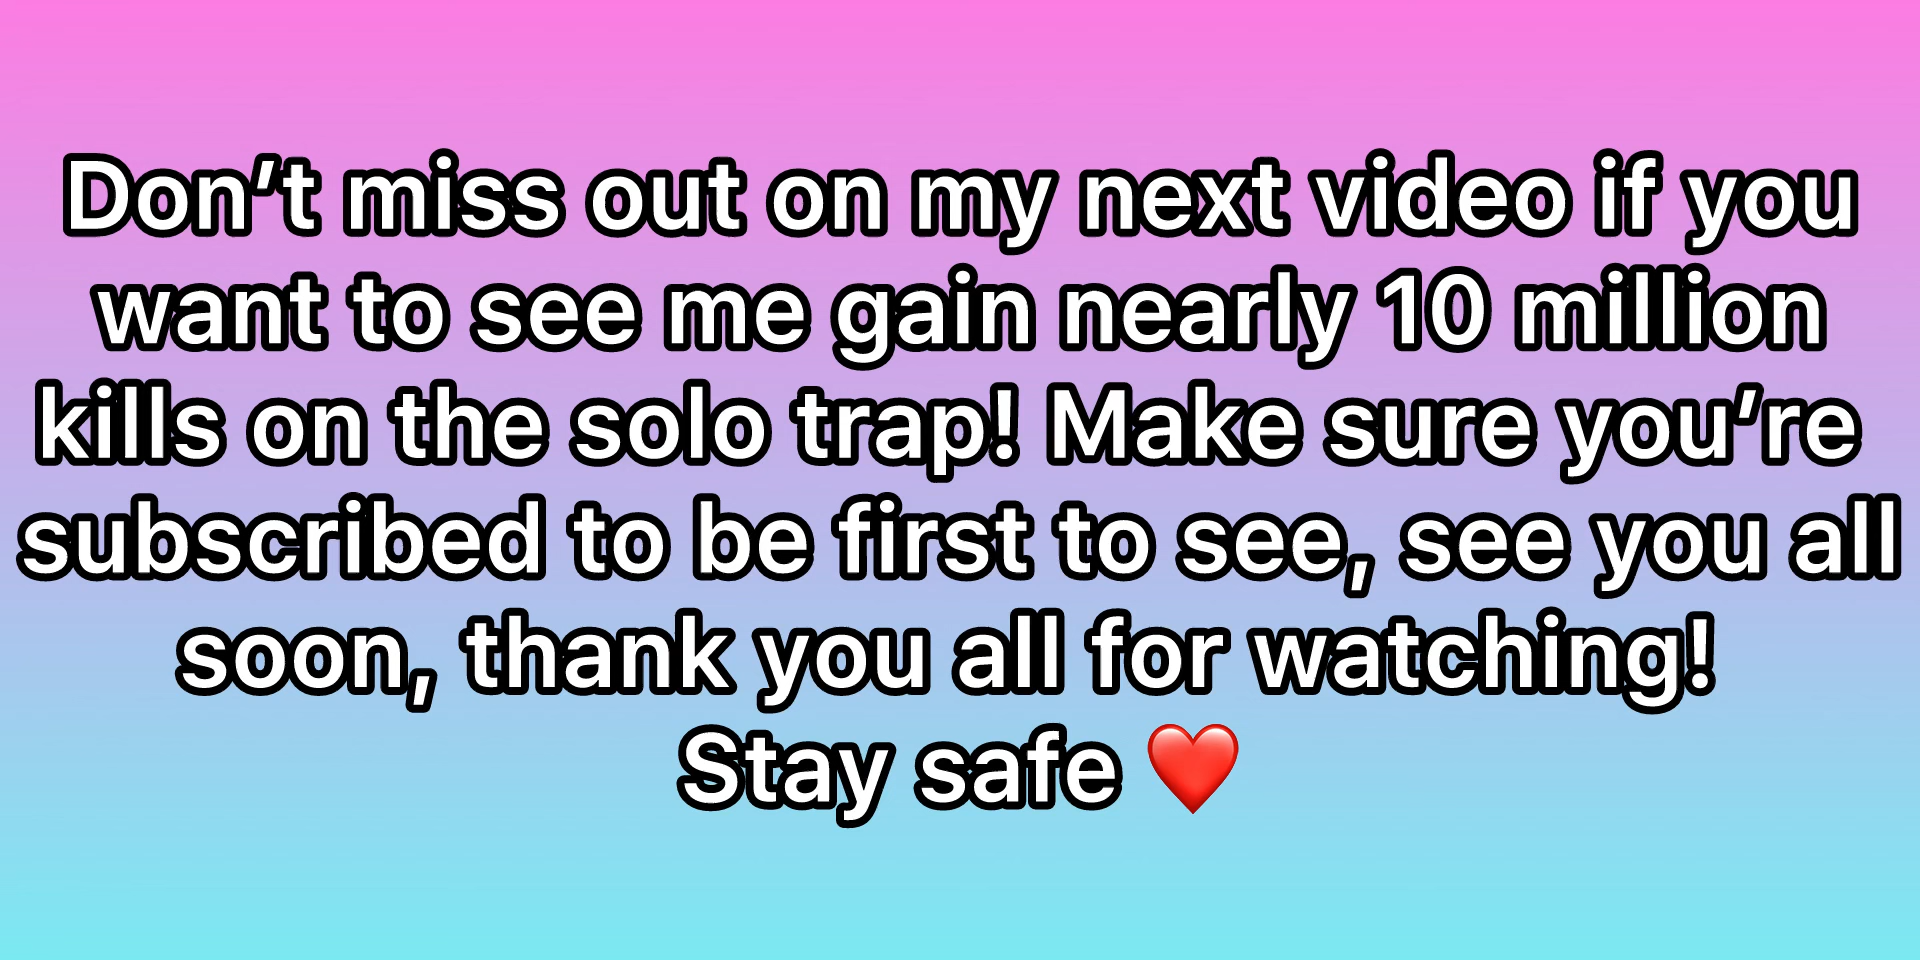 Don’t miss out on my next video if you
want to see me gain nearly 10 million
kills on the solo trap! Make sure you’re
subscribed to be first to see, see you all
soon, thank you all for watching!
Stay safe ❤️